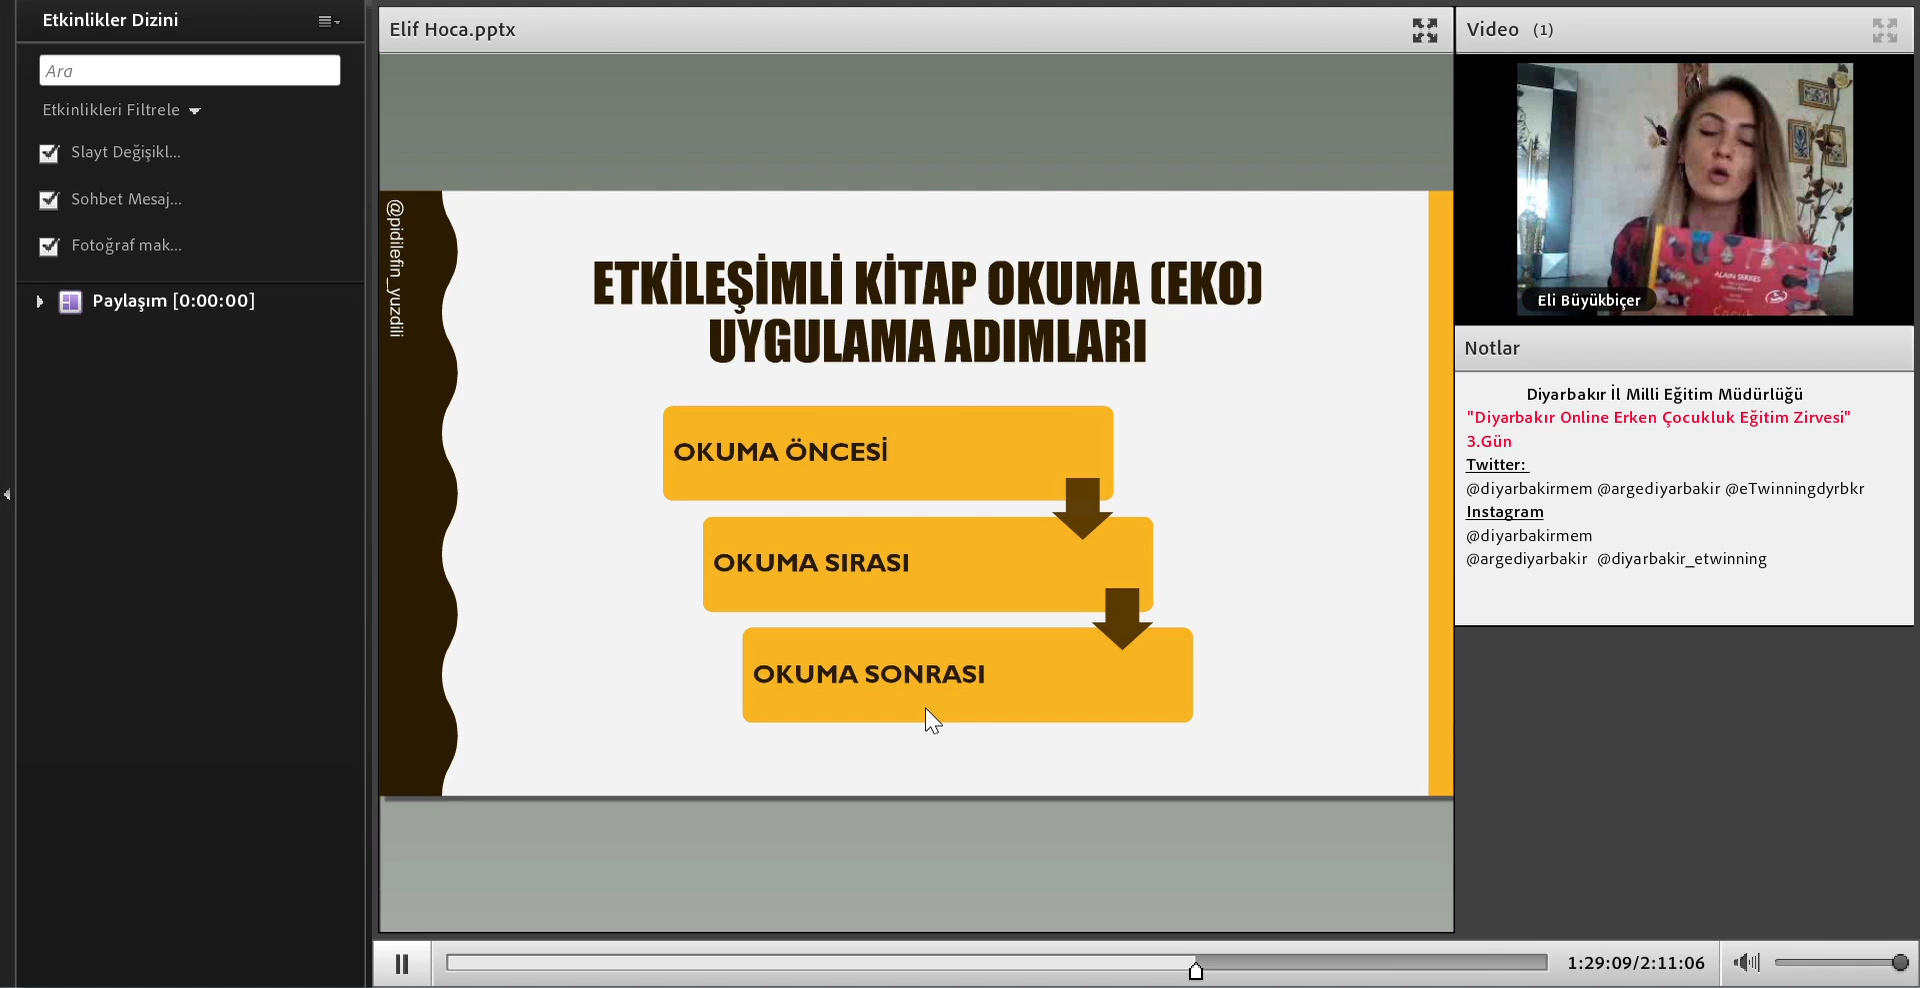 Etkinlikler Dizini
Ara
Etkinlikleri Filtrele
Slayt Değişikl...
Sohbet Mesaj...
Fotoğraf mak...
Paylaşım [0:00:00]
Elif Hoca.pptx
@pidilefin_yuzdili
ETKİLEŞİMLİ KİTAP OKUMA (EKO)
UYGULAMA ADIMLARI
OKUMA ÖNCESİ
OKUMA SIRASI
OKUMA SONRASI
Video (1)
ALAIN SERRES
Eli Büyükbiçer
Notlar
Diyarbakır İl Milli Eğitim Müdürlüğü
"Diyarbakır Online Erken Çocukluk Eğitim Zirvesi"
3.Gün
Twitter:
@diyarbakirmem @argediyarbakir @eTwinningdyrbkr
Instagram
@diyarbakirmem
@argediyarbakir @diyarbakir_etwinning
1:29:09/2:11:06